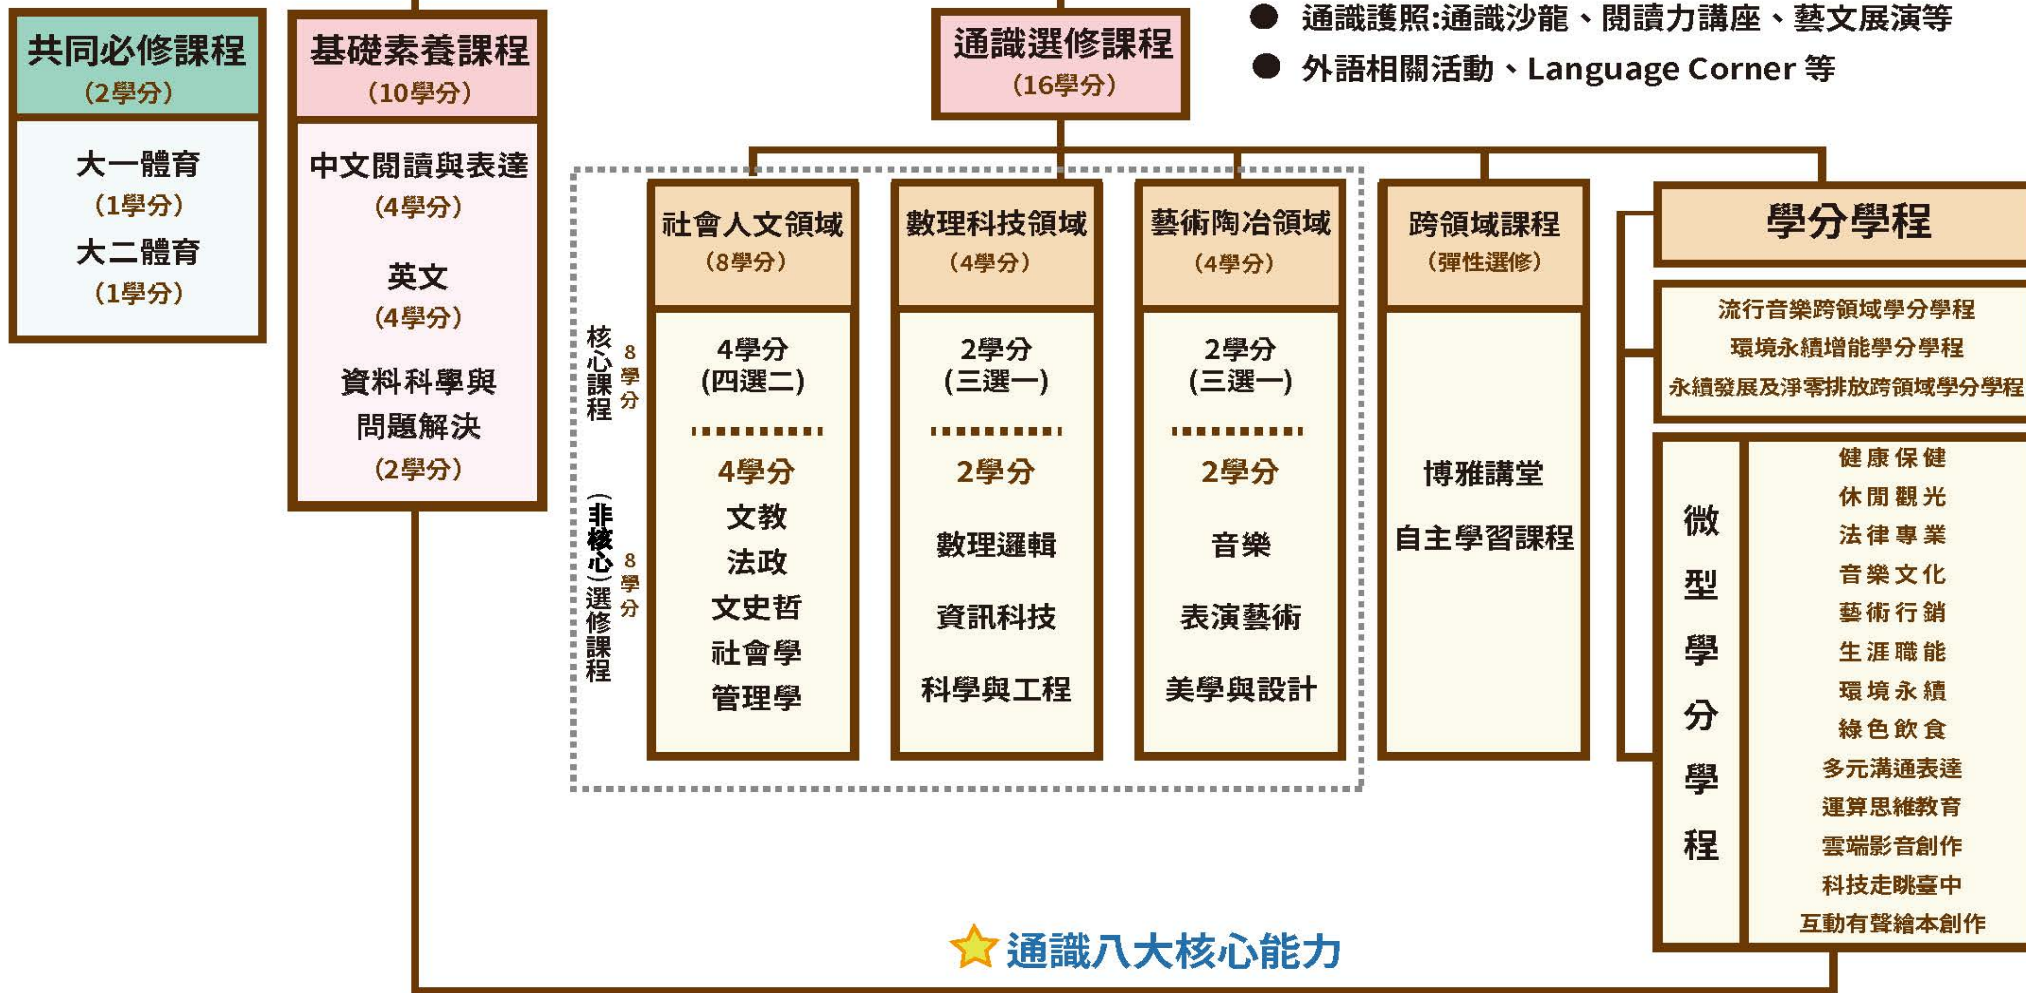 共同必修課程
(2學分)
大一體育
(1學分)
大二體育
(1學分)
基礎素養課程
(10學分)
中文閱讀與表達
(4學分)
英文
(4學分)
資料科學與
問題解決
(2學分)
通識選修課程
(16學分)
● 通識護照:通識沙龍、閱讀力講座、藝文展演等
● 外語相關活動、Language Corner 等
核心課程
8學分
(非核心)選修課程
8學分
社會人文領域
(8學分)
4學分
(四選二)
4學分
文教
法政
文史哲
社會學
管理學
數理科技領域
(4學分)
2學分
(三選一)
2學分
數理邏輯
資訊科技
科學與工程
藝術陶冶領域
(4學分)
2學分
(三選一)
2學分
音樂
表演藝術
美學與設計
跨領域課程
(彈性選修)
博雅講堂
自主學習課程
學分學程
流行音樂跨領域學分學程
環境永續增能學分學程
永續發展及淨零排放跨領域學分學程
微型學分學程
健康保健
休閒觀光
法律專業
音樂文化
藝術行銷
生涯職能
環境永續
綠色飲食
多元溝通表達
運算思維教育
雲端影音創作
科技走眺臺中
互動有聲繪本創作
通識八大核心能力